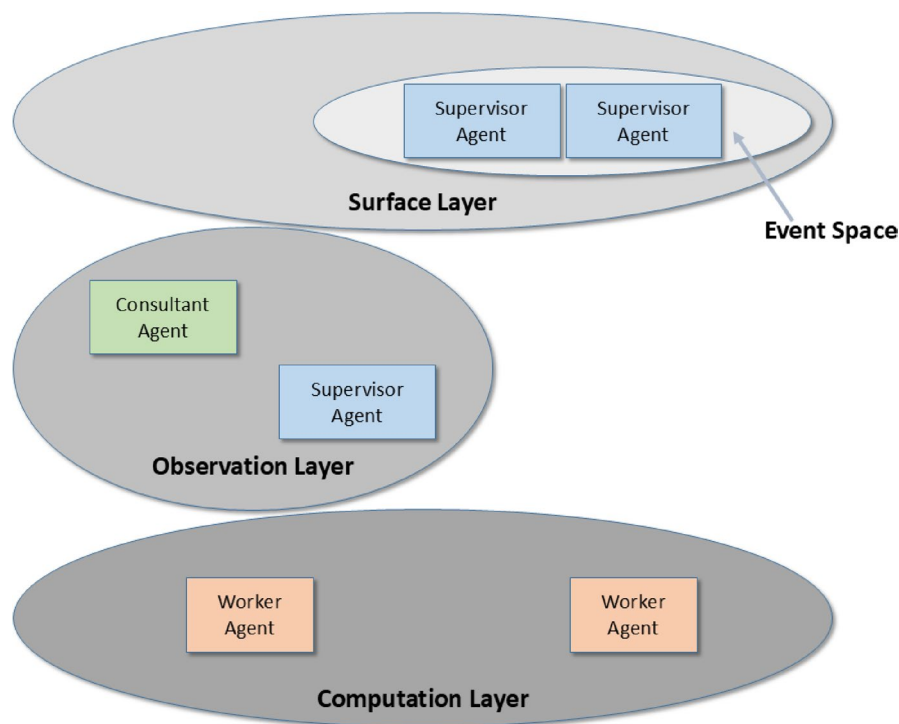 Supervisor
Agent
Supervisor
Agent
Surface Layer
Event Space
Consultant
Agent
Supervisor
Agent
Observation Layer
Worker
Agent
Worker
Agent
Computation Layer